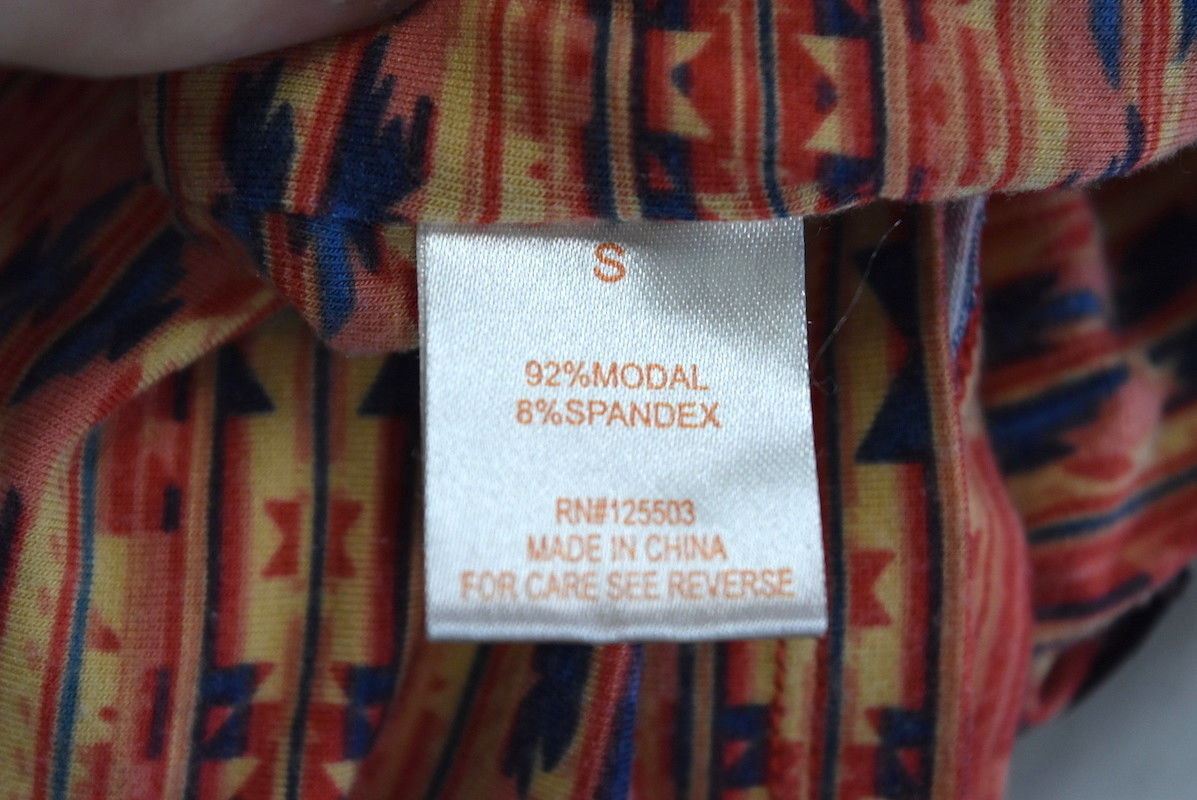 S
92%MODAL
8%SPANDEX
RN#125503
MADE IN CHINA
FOR CARE SEE REVERSE